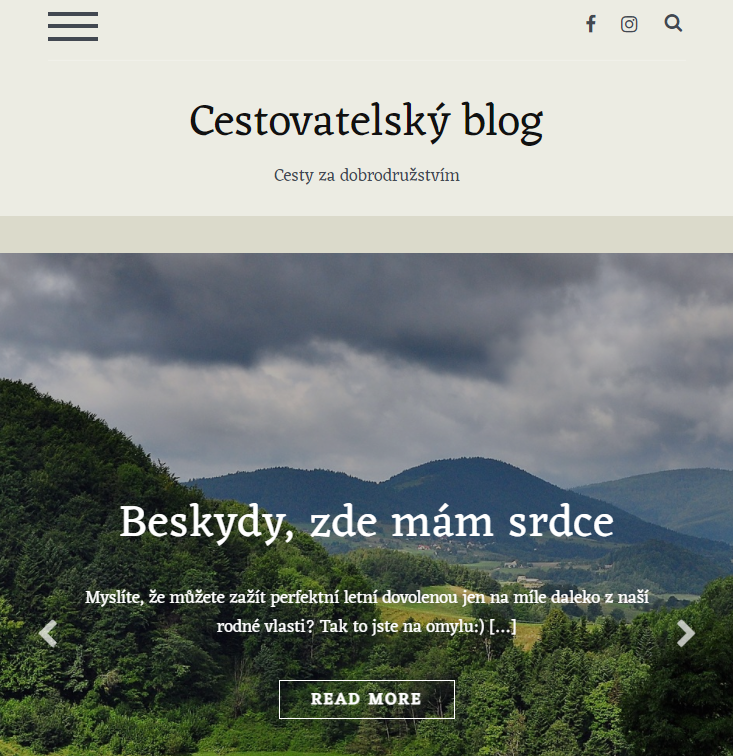 Cestovatelský blog
Cesty za dobrodružstvím
Beskydy, zde mám srdce
Myslíte, že můžete zažít perfektní letní dovolenou jen na míle daleko z naší
rodné vlasti? Tak to jste na omylu:) […]
READ MORE